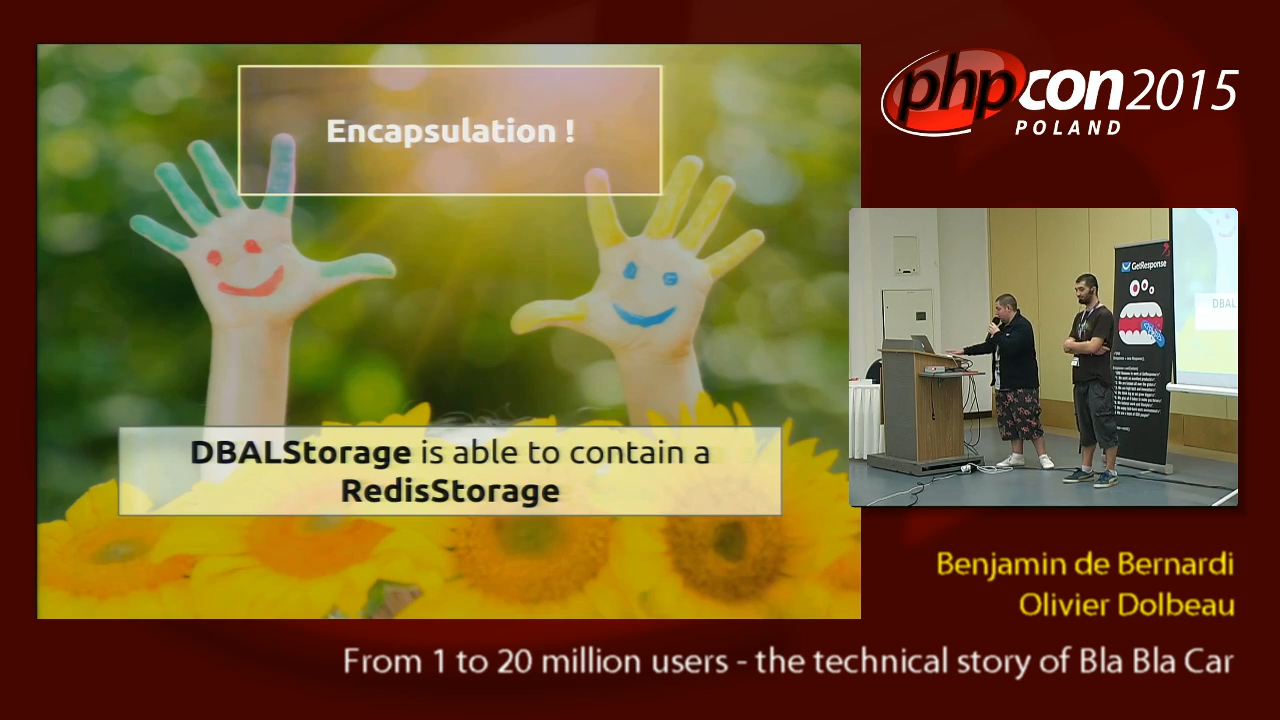 Encapsulation !
DBALStorage is able to contain a
RedisStorage
phpcon2015
POLAND
GetResponse
DBAL
Benjamin de Bernardi
Olivier Dolbeau
From 1 to 20 million users - the technical story of Bla Bla Car